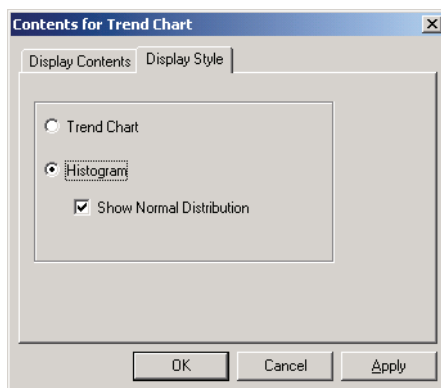 Contents for Trend Chart
Display Contents Display Style
Trend Chart
Histogram
Show Normal Distribution
OK Cancel Apply